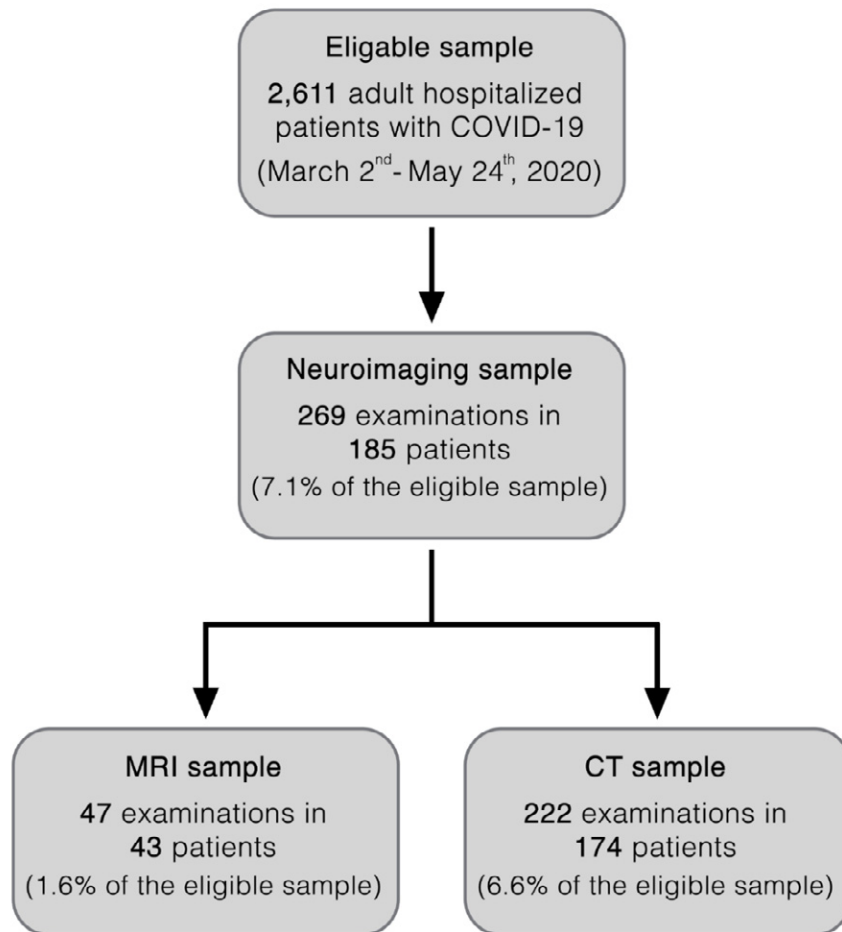 Eligable sample
2,611 adult hospitalized
patients with COVID-19
(March 2nd- May 24th, 2020)
Neuroimaging sample
269 examinations in
185 patients
(7.1% of the eligible sample)
MRI sample
47 examinations in
43 patients
(1.6% of the eligible sample)
CT sample
222 examinations in
174 patients
(6.6% of the eligible sample)